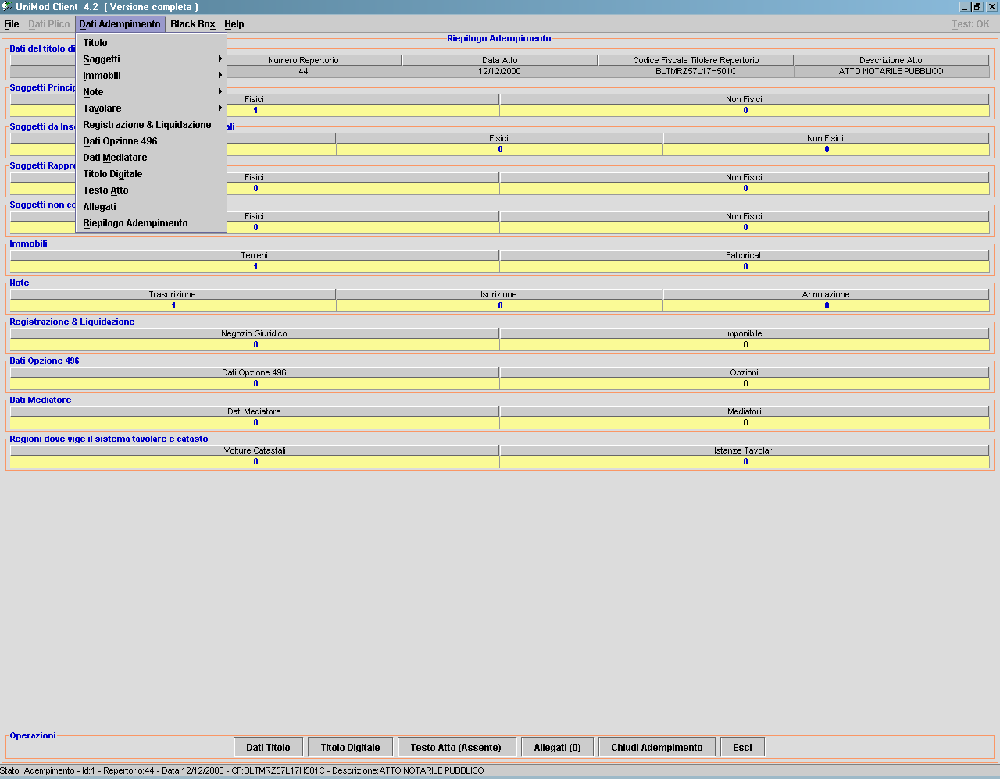 UniMod Client 4.2 ( Versione completa )
File Dati Plico Dati Adempimento Black Box Help Test: OK
Riepilogo Adempimento
Titolo
Soggetti
Immobili
Note
Tavolare
Registrazione & Liquidazione
Dati Opzione 496
Dati Mediatore
Titolo Digitale
Testo Atto
Allegati
Riepilogo Adempimento
Dati del titolo di
Numero Repertorio Data Atto Codice Fiscale Titolare Repertorio Descrizione Atto
44 12/12/2000 BLTMRZ57L17H501C ATTO NOTARILE PUBBLICO
Soggetti Princip
Fisici Non Fisici
1 0
Soggetti da Inse ali
Fisici Non Fisici
0 0
Soggetti Rappre
Fisici Non Fisici
0 0
Soggetti non co
Fisici Non Fisici
0 0
Immobili
Terreni Fabbricati
1 0
Note
Trascrizione Iscrizione Annotazione
1 0 0
Registrazione & Liquidazione
Negozio Giuridico Imponibile
0 0
Dati Opzione 496
Dati Opzione 496 Opzioni
0 0
Dati Mediatore
Dati Mediatore Mediatori
0 0
Regioni dove vige il sistema tavolare e catasto
Volture Catastali Istanze Tavolari
0 0
Operazioni
Dati Titolo Titolo Digitale Testo Atto (Assente) Allegati (0) Chiudi Adempimento Esci
Stato: Adempimento - Id:1 - Repertorio:44 - Data:12/12/2000 - CF:BLTMRZ57L17H501C - Descrizione:ATTO NOTARILE PUBBLICO